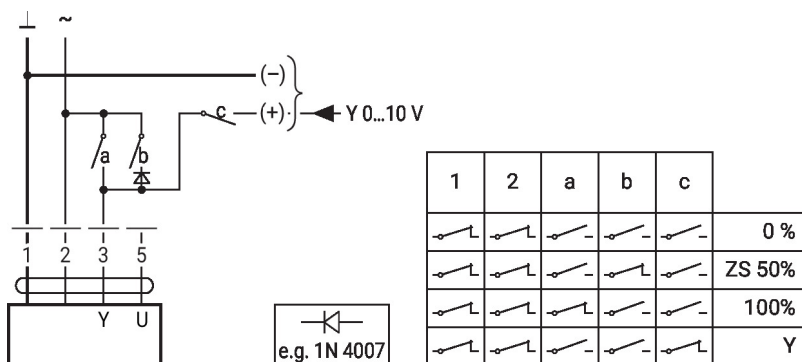 ⊥ ~
(–)
c (+) Y 0...10 V
a b
1 2 3 5
Y U
e.g. 1N 4007
1 2 a b c
0 %
ZS 50%
100%
Y